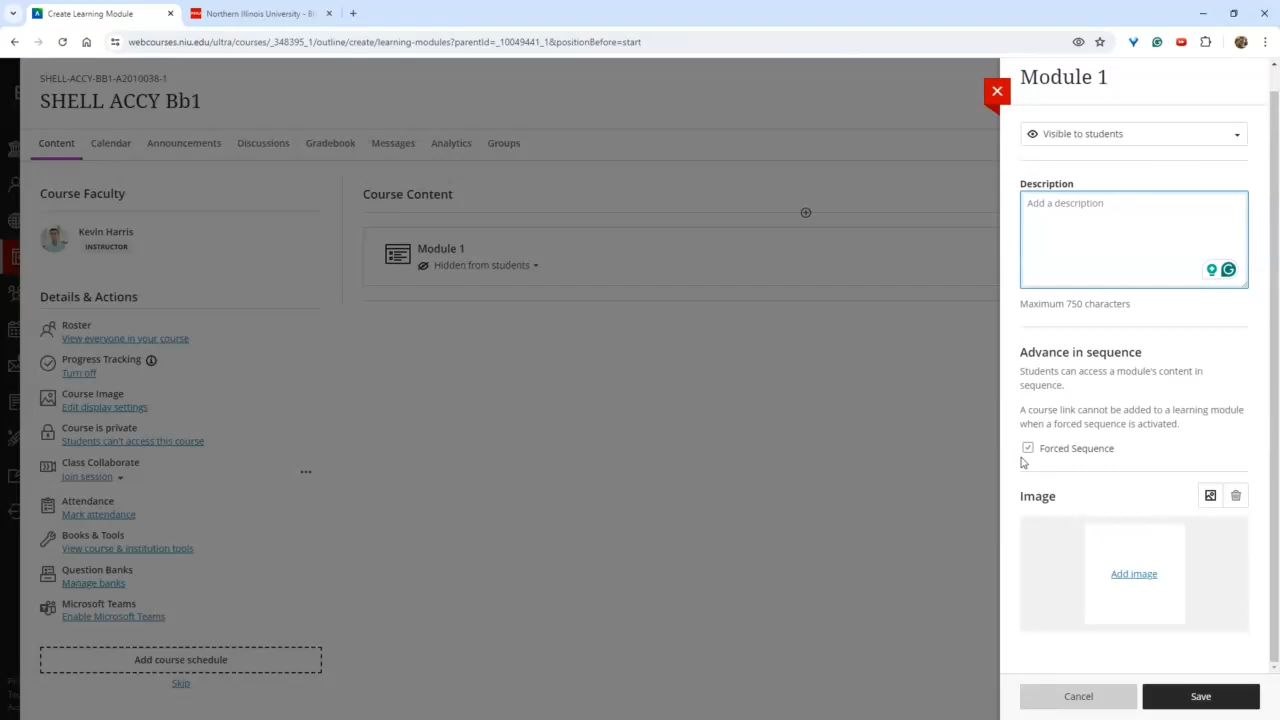 Create Learning Module
Northern Illinois University - Bl
webcourses.niu.edu/ultra/courses/_348395_1/outline/create/learning-modules?parentId=_10049441_1&positionBefore=start
SHELL-ACCY-BB1-A2010038-1
SHELL ACCY Bb1
Content Calendar Announcements Discussions Gradebook Messages Analytics Groups
Course Faculty
Kevin Harris
INSTRUCTOR
Details & Actions
Roster
View everyone in your course
Progress Tracking
Turn off
Course Image
Edit display settings
Course is private
Students can't access this course
Class Collaborate
Join session
Attendance
Mark attendance
Books & Tools
View course & institution tools
Question Banks
Manage banks
Microsoft Teams
Enable Microsoft Teams
Add course schedule
Skip
Course Content
Module 1
Hidden from students
Module 1
Visible to students
Description
Add a description
Maximum 750 characters
Advance in sequence
Students can access a module's content in
sequence.
A course link cannot be added to a learning module
when a forced sequence is activated.
Forced Sequence
Image
Add image
Cancel Save